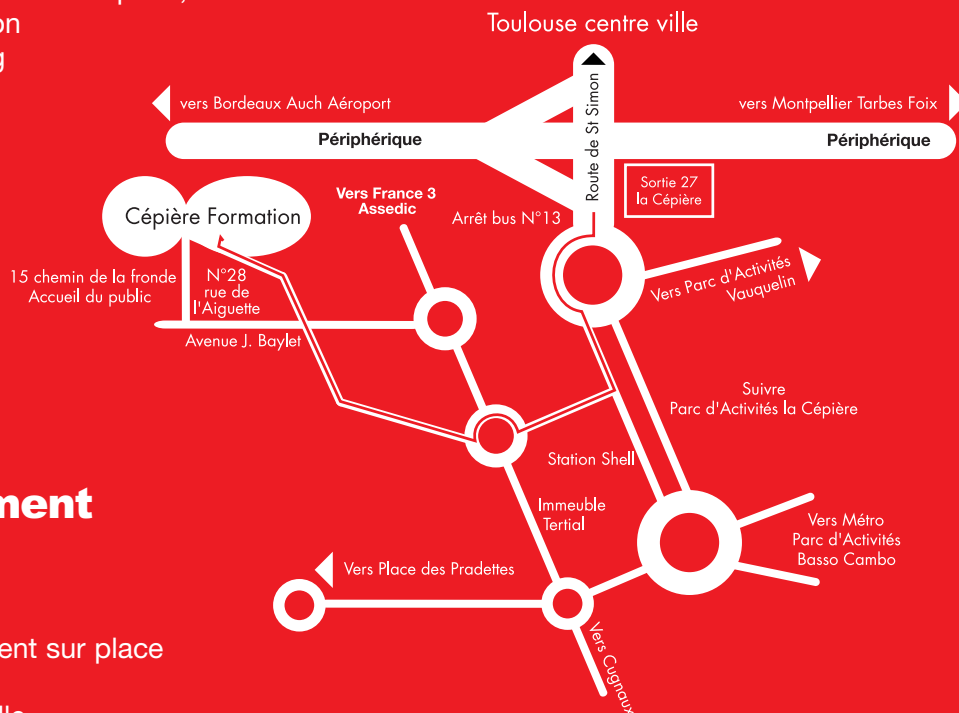 on
Toulouse centre ville
vers Bordeaux Auch Aéroport
vers Montpellier Tarbes Foix
Périphérique
Route de St Simon
Périphérique
Sortie 27
la Cépière
Vers France 3
Assedic
Arrêt bus N°13
Cépière Formation
15 chemin de la fronde
Accueil du public
N°28
rue de
l'Aiguette
Avenue J. Baylet
Vers Parc d'Activités
Vauquelin
Suivre
Parc d'Activités la Cépière
Station Shell
Immeuble
Tertial
Vers Métro
Parc d'Activités
Basso Cambo
Vers Place des Pradettes
Vers Cugnaux
ment
ent sur place